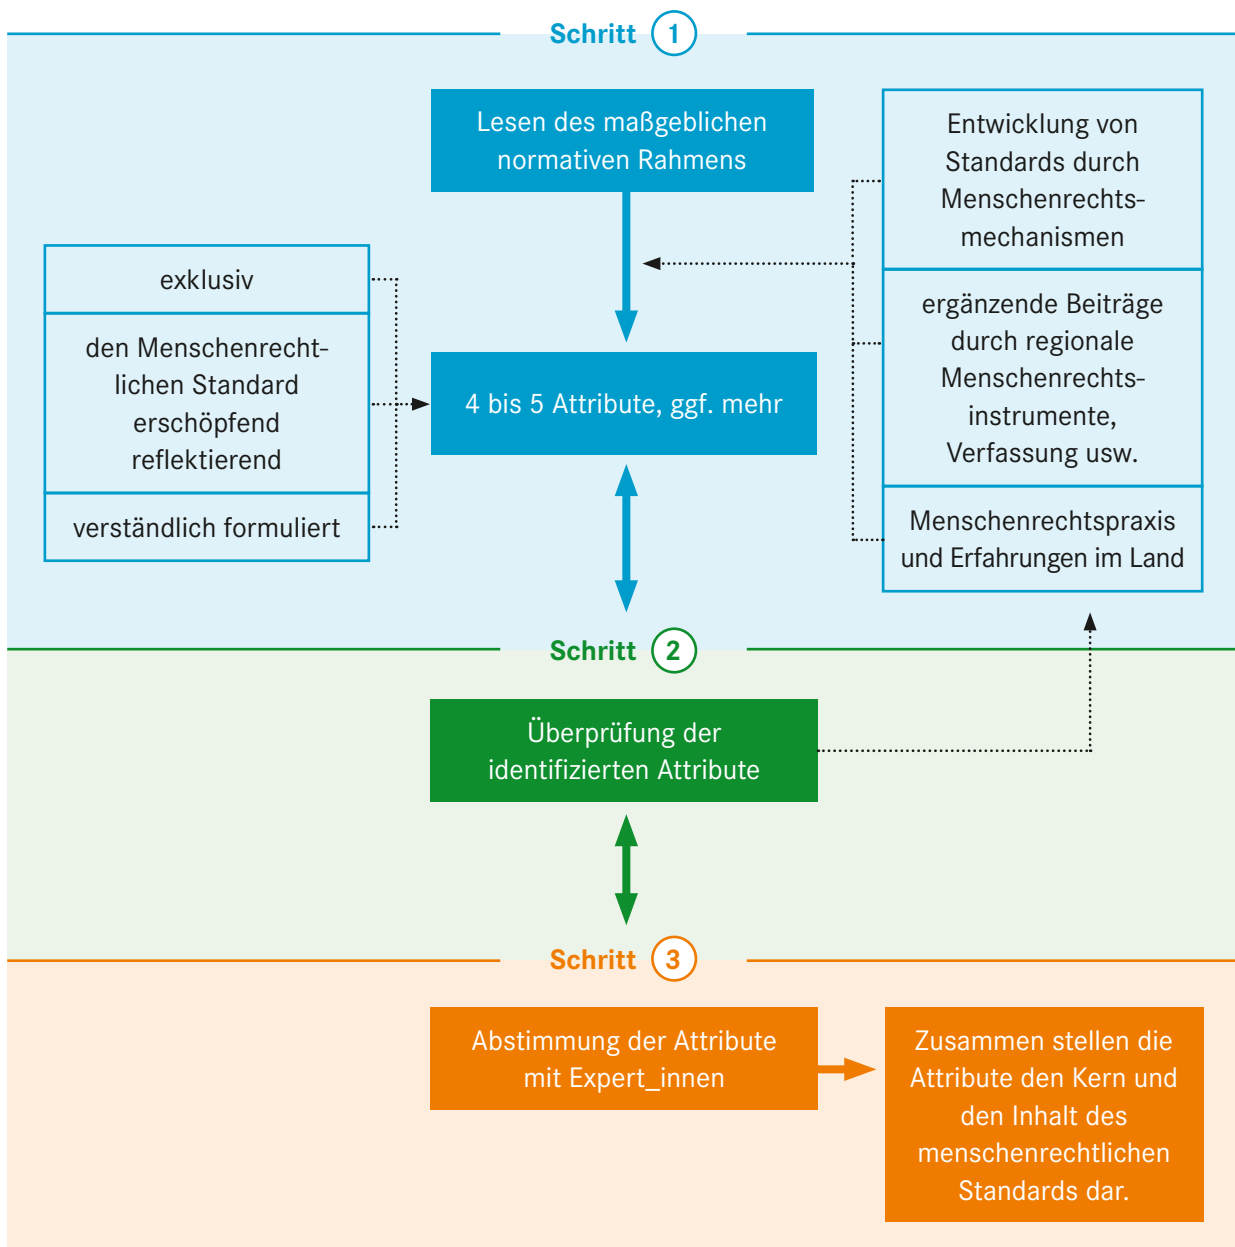 Schritt 1
Lesen des maßgeblichen
normativen Rahmens
Entwicklung von
Standards durch
Menschenrechts-
mechanismen
ergänzende Beiträge
durch regionale
Menschenrechts-
instrumente,
Verfassung usw.
Menschenrechtspraxis
und Erfahrungen im Land
exklusiv
den Menschenrecht-
lichen Standard
erschöpfend
reflektierend
verständlich formuliert
4 bis 5 Attribute, ggf. mehr
Schritt 2
Überprüfung der
identifizierten Attribute
Schritt 3
Abstimmung der Attribute
mit Expert_innen
Zusammen stellen die
Attribute den Kern und
den Inhalt des
menschenrechtlichen
Standards dar.